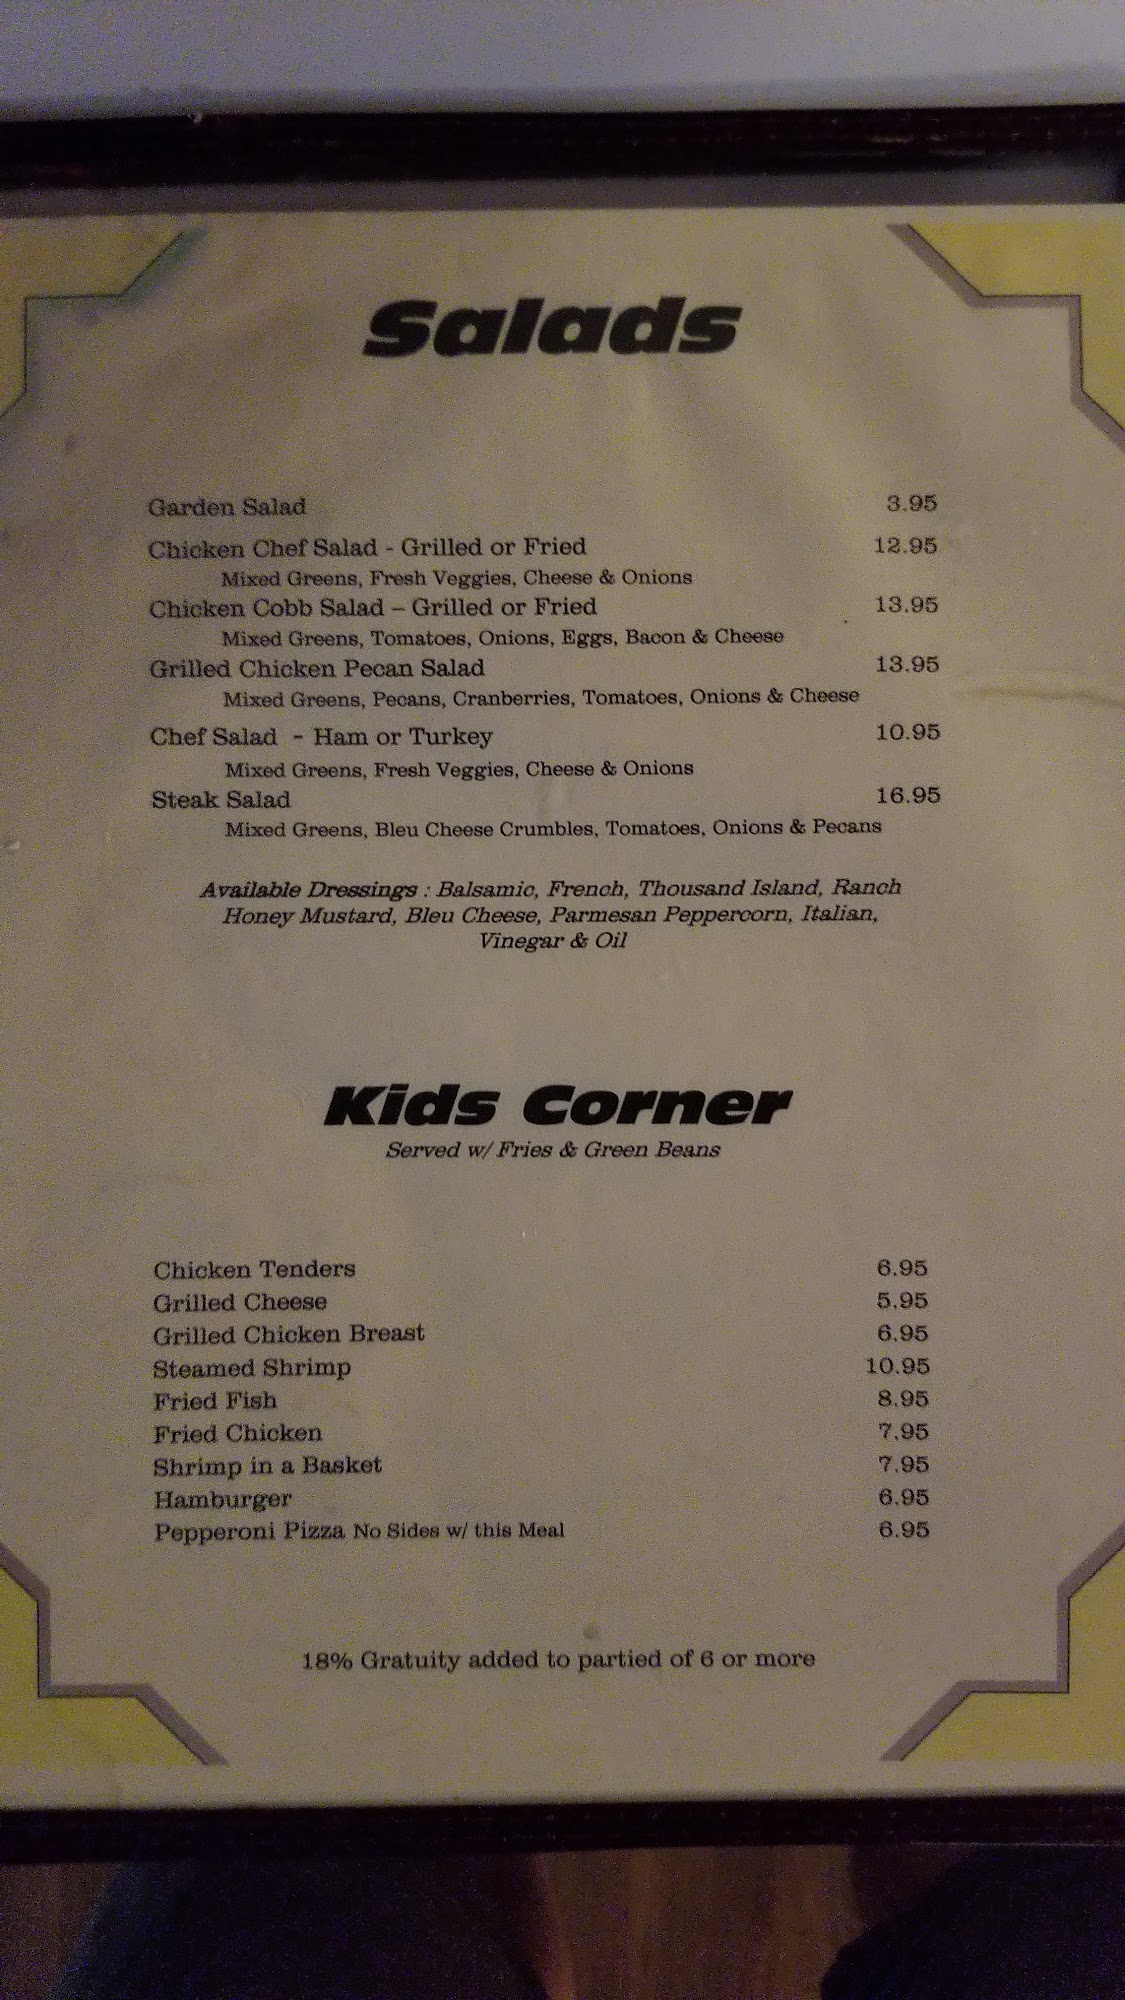 Salads
Garden Salad 3.95
Chicken Chef Salad - Grilled or Fried 12.95
Mixed Greens, Fresh Veggies, Cheese & Onions
Chicken Cobb Salad – Grilled or Fried 13.95
Mixed Greens, Tomatoes, Onions, Eggs, Bacon & Cheese
Grilled Chicken Pecan Salad 13.95
Mixed Greens, Pecans, Cranberries, Tomatoes, Onions & Cheese
Chef Salad - Ham or Turkey 10.95
Mixed Greens, Fresh Veggies, Cheese & Onions
Steak Salad 16.95
Mixed Greens, Bleu Cheese Crumbles, Tomatoes, Onions & Pecans
Available Dressings : Balsamic, French, Thousand Island, Ranch
Honey Mustard, Bleu Cheese, Parmesan Peppercorn, Italian,
Vinegar & Oil
Kids Corner
Served w/ Fries & Green Beans
Chicken Tenders 6.95
Grilled Cheese 5.95
Grilled Chicken Breast 6.95
Steamed Shrimp 10.95
Fried Fish 8.95
Fried Chicken 7.95
Shrimp in a Basket 7.95
Hamburger 6.95
Pepperoni Pizza No Sides w/ this Meal 6.95
18% Gratuity added to partied of 6 or more